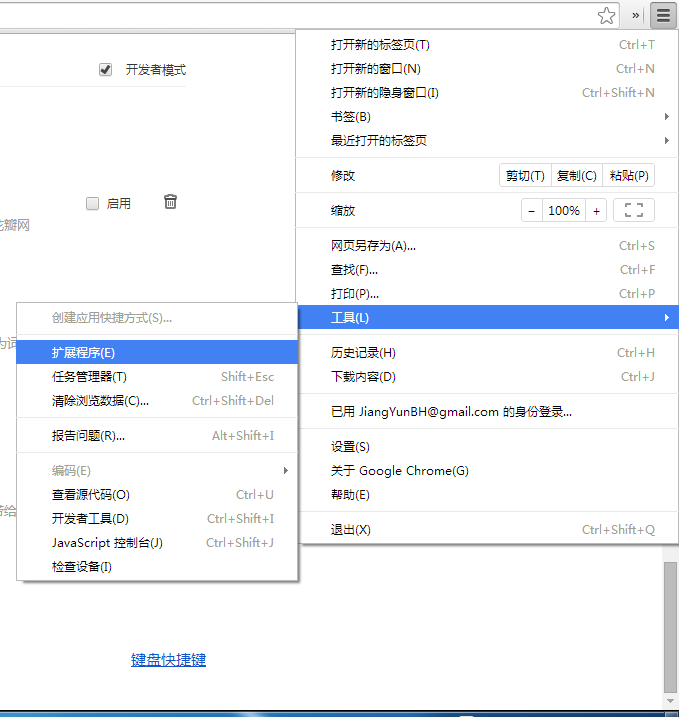 »
打开新的标签页(T) Ctrl+T
打开新的窗口(N) Ctrl+N
打开新的隐身窗口(I) Ctrl+Shift+N
书签(B)
最近打开的标签页
修改 剪切(T) 复制(C) 粘贴(P)
缩放 − 100% +
网页另存为(A)... Ctrl+S
查找(F)... Ctrl+F
打印(P)... Ctrl+P
工具(L)
历史记录(H) Ctrl+H
下载内容(D) Ctrl+J
已用 JiangYunBH@gmail.com 的身份登录...
设置(S)
关于 Google Chrome(G)
帮助(E)
退出(X) Ctrl+Shift+Q
开发者模式
启用
花瓣网
为词
创建应用快捷方式(S)...
扩展程序(E)
任务管理器(T) Shift+Esc
清除浏览数据(C)... Ctrl+Shift+Del
报告问题(R)... Alt+Shift+I
编码(E)
查看源代码(O) Ctrl+U
开发者工具(D) Ctrl+Shift+I
JavaScript 控制台(J) Ctrl+Shift+J
检查设备(I)
给
键盘快捷键